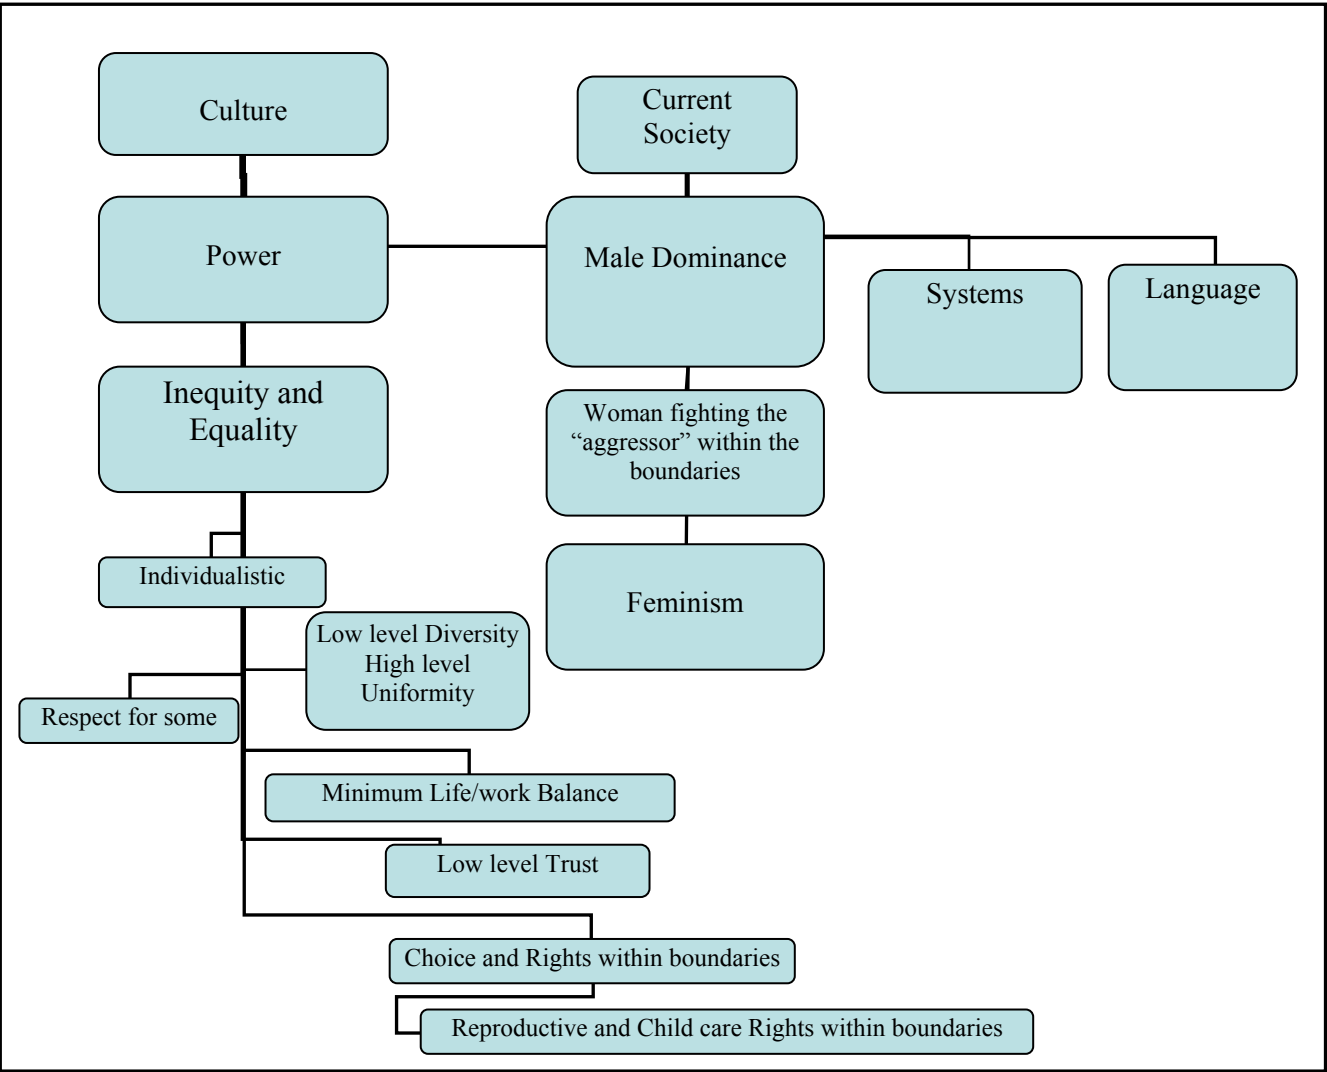 Culture
Current
Society
Power
Male Dominance
Systems
Language
Inequity and
Equality
Woman fighting the
“aggressor” within the
boundaries
Individualistic
Feminism
Low level Diversity
High level
Uniformity
Respect for some
Minimum Life/work Balance
Low level Trust
Choice and Rights within boundaries
Reproductive and Child care Rights within boundaries